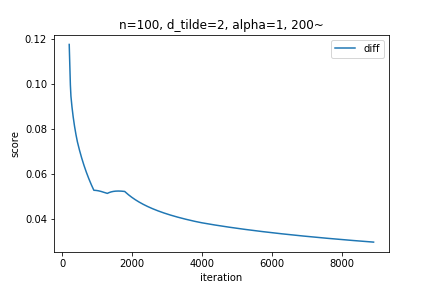 n=100, d_tilde=2, alpha=1, 200~
diff
score
0.12
0.10
0.08
0.06
0.04
0
2000
4000
6000
8000
iteration